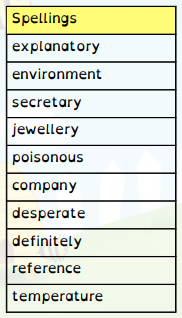 Spellings
explanatory
environment
secretary
jewellery
poisonous
company
desperate
definitely
reference
temperature